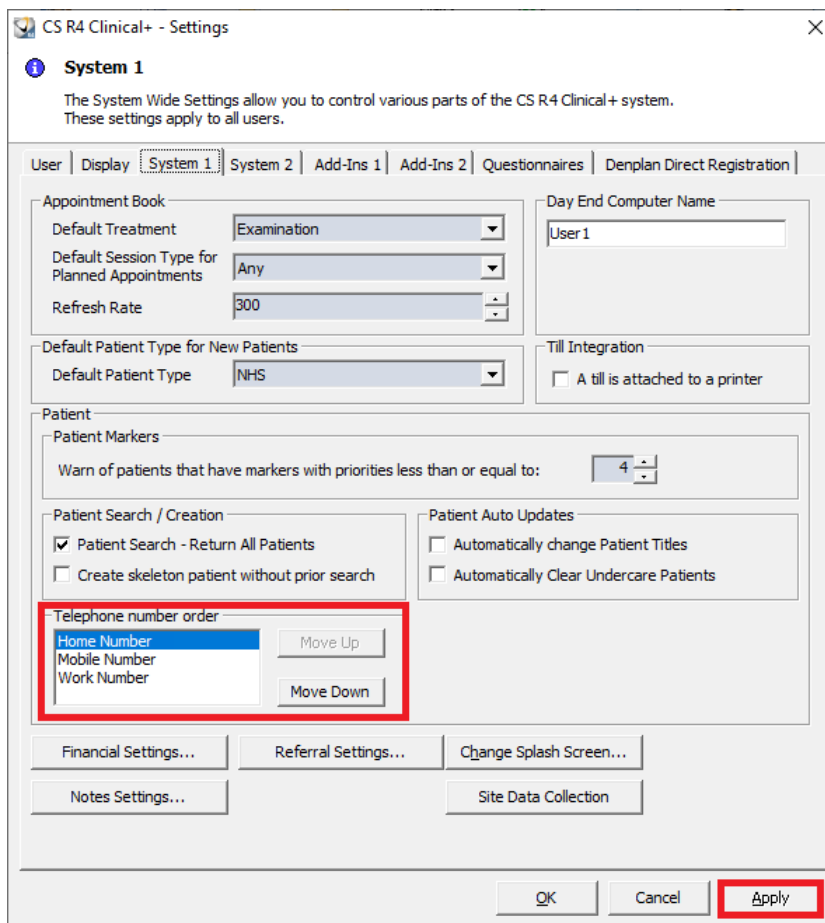 CS R4 Clinical+ - Settings
System 1
The System Wide Settings allow you to control various parts of the CS R4 Clinical+ system.
These settings apply to all users.
User
Display
System 1
System 2
Add-Ins 1
Add-Ins 2
Questionnaires
Denplan Direct Registration
Appointment Book
Default Treatment
Examination
Default Session Type for
Planned Appointments
Any
Refresh Rate
300
Day End Computer Name
User1
Default Patient Type for New Patients
Default Patient Type
NHS
Till Integration
A till is attached to a printer
Patient
Patient Markers
Warn of patients that have markers with priorities less than or equal to:
4
Patient Search / Creation
Patient Search - Return All Patients
Create skeleton patient without prior search
Patient Auto Updates
Automatically change Patient Titles
Automatically Clear Undercare Patients
Telephone number order
Home Number
Mobile Number
Work Number
Move Up
Move Down
Financial Settings...
Referral Settings...
Change Splash Screen...
Notes Settings...
Site Data Collection
OK
Cancel
Apply